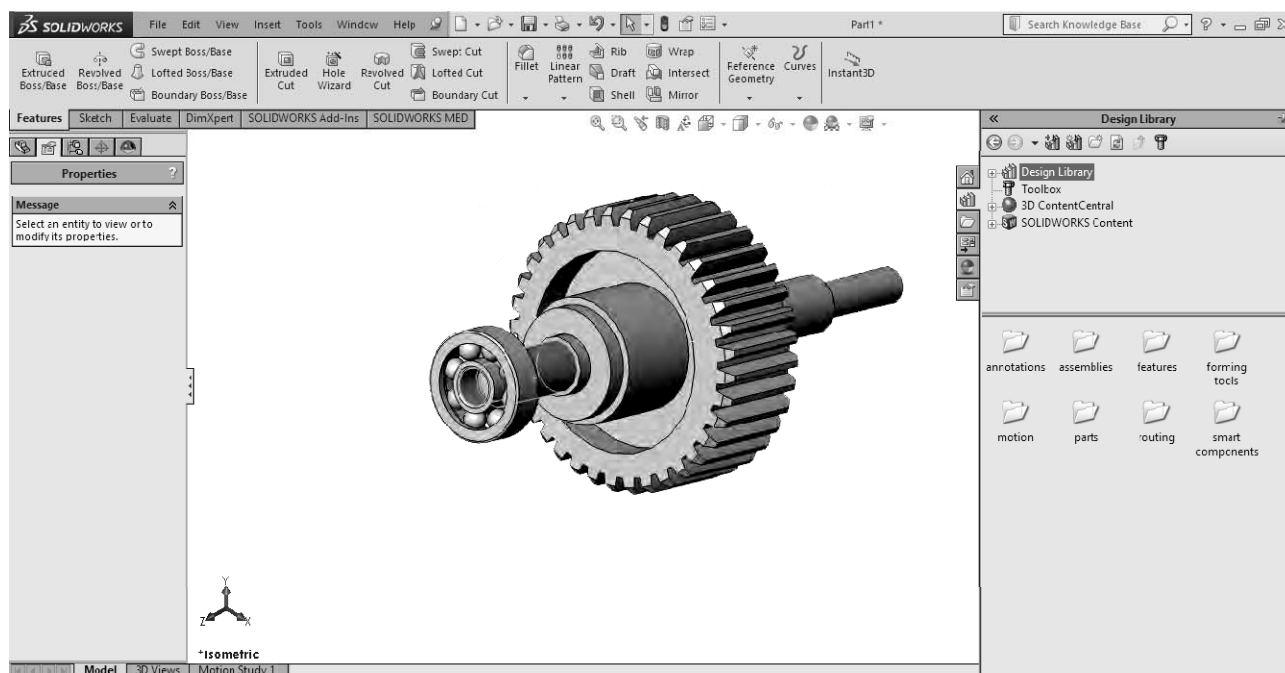 SOLIDWORKS File Edit View Insert Tools Window Help Part1 * Search Knowledge Base
Swept Boss/Base
Lofted Boss/Base
Boundary Boss/Base
Extruced Boss/Base
Revolved Boss/Base
Extruded Cut
Hole Wizard
Revolved Cut
Swept Cut
Lofted Cut
Boundary Cut
Fillet
Linear Pattern
Rib
Draft
Shell
Wrap
Intersect
Mirror
Reference Geometry
Curves
Instant3D
Features Sketch Evaluate DimXpert SOLIDWORKS Add-Ins SOLIDWORKS MED
Properties ?
Message
Select an entity to view or to
modify its properties.
Design Library
Design Library
Toolbox
3D ContentCentral
SOLIDWORKS Content
annotations assemblies features forming tools
motion parts routing smart components
Y
Z X
*Isometric
Model 3D Views Motion Study 1